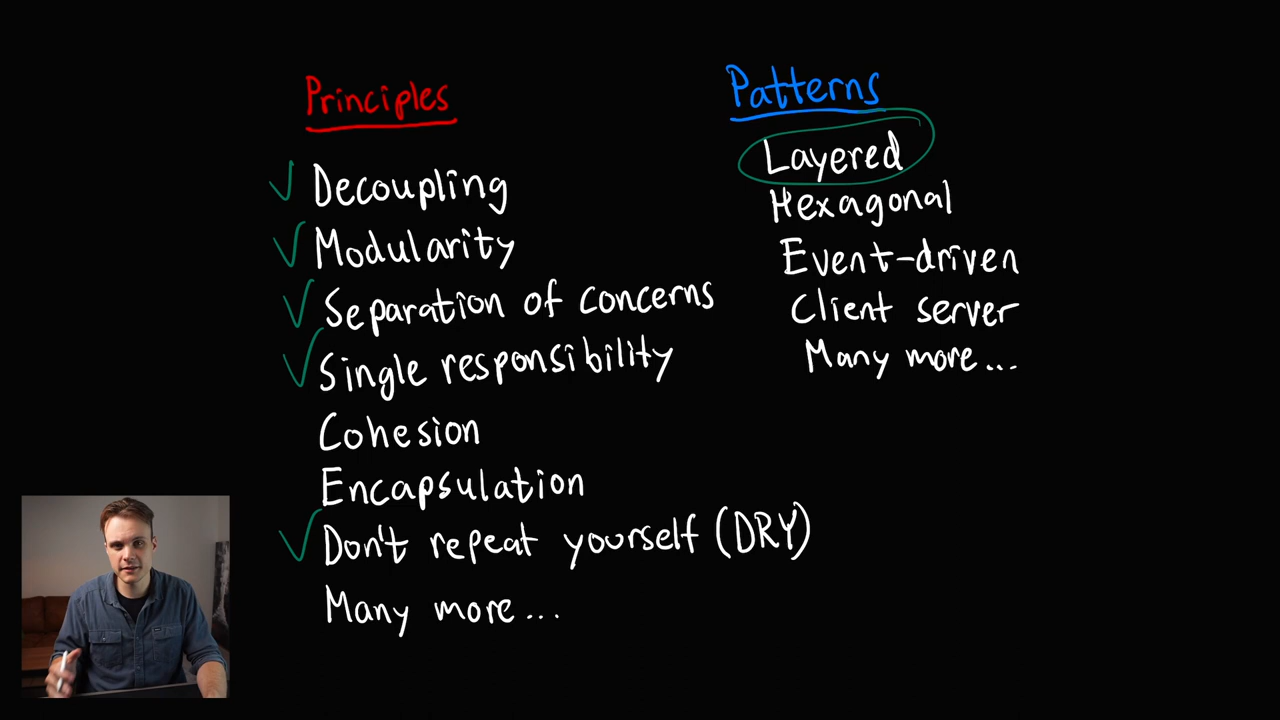 Principles
Decoupling
Modularity
Separation of concerns
Single responsibility
Cohesion
Encapsulation
Don't repeat yourself (DRY)
Many more...
Patterns
Layered
Hexagonal
Event-driven
Client server
Many more...